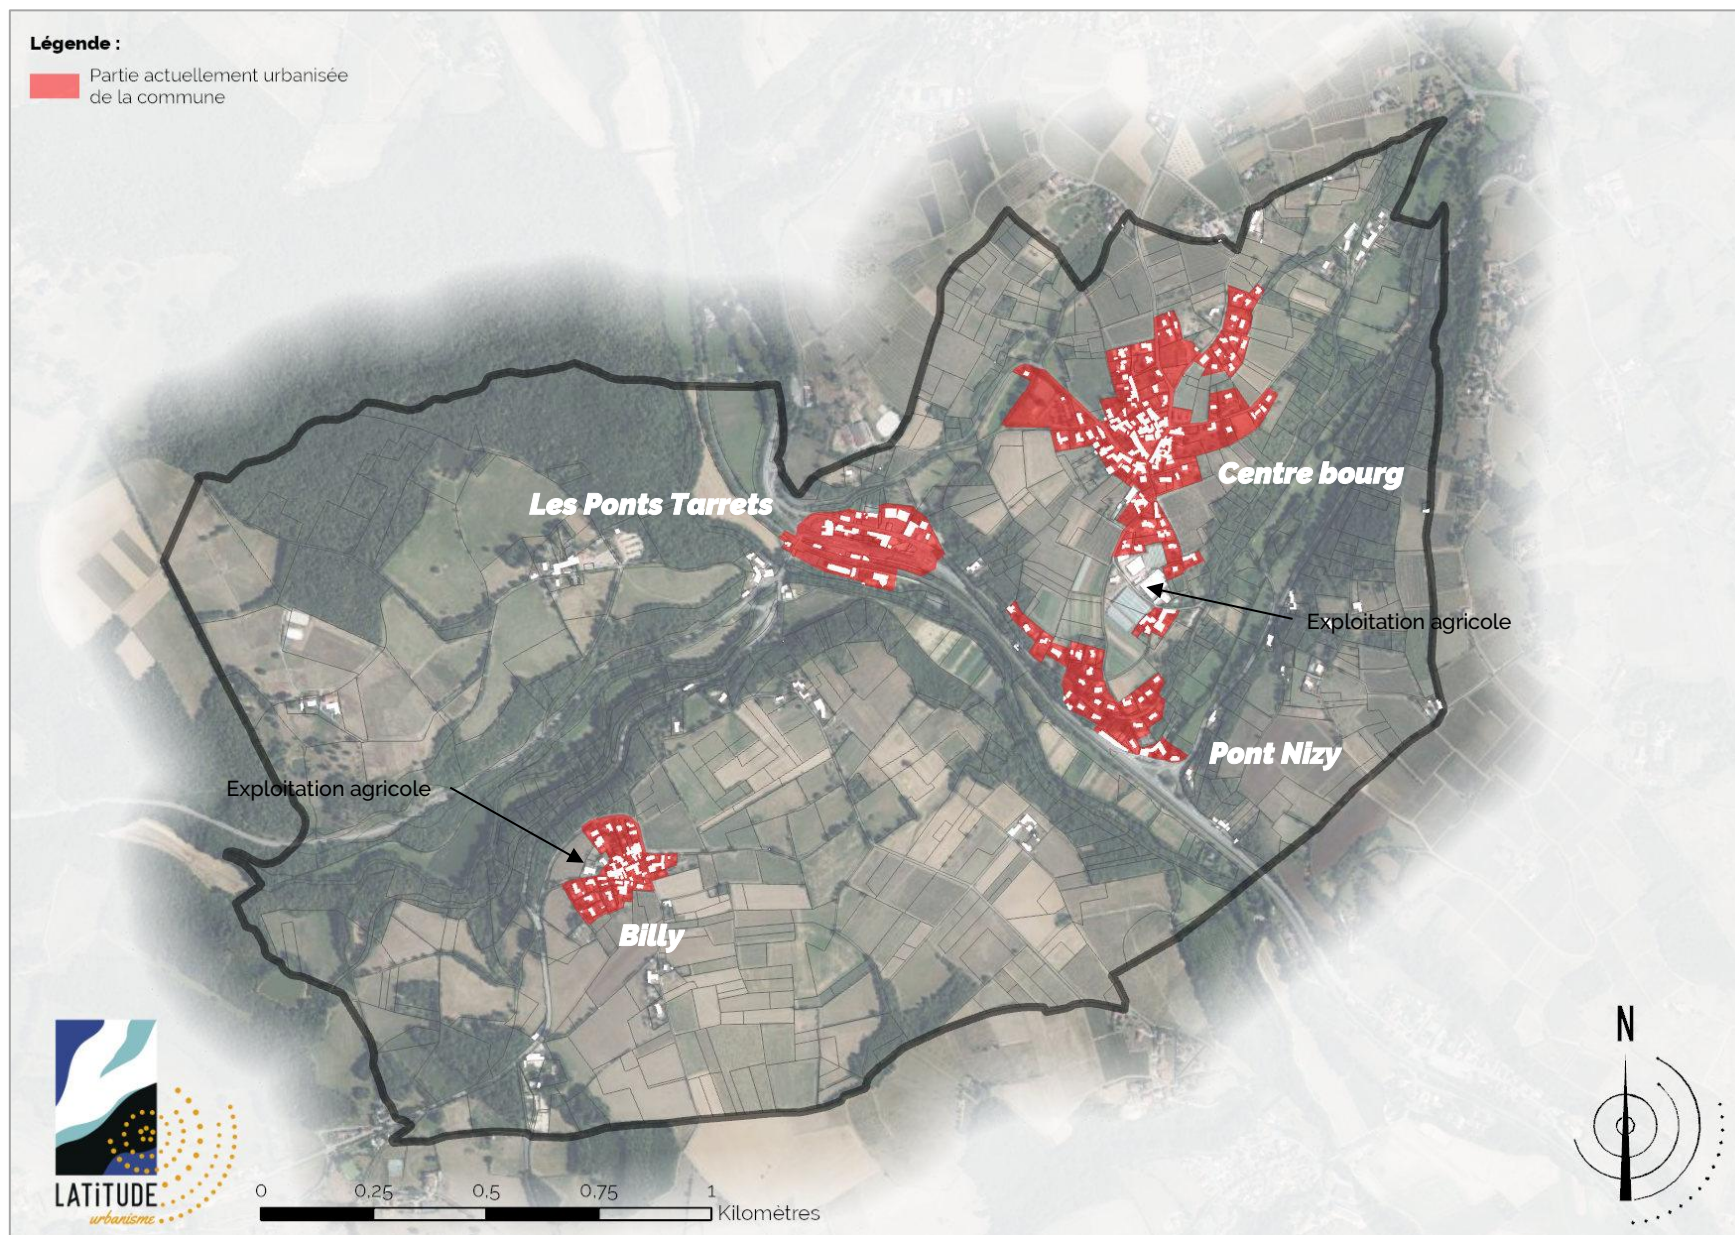 Légende :
Partie actuellement urbanisée
de la commune
Les Ponts Tarrets
Centre bourg
Exploitation agricole
Pont Nizy
Exploitation agricole
Billy
N
LATiTUDE
urbanisme
0 0,25 0,5 0,75 1
Kilomètres